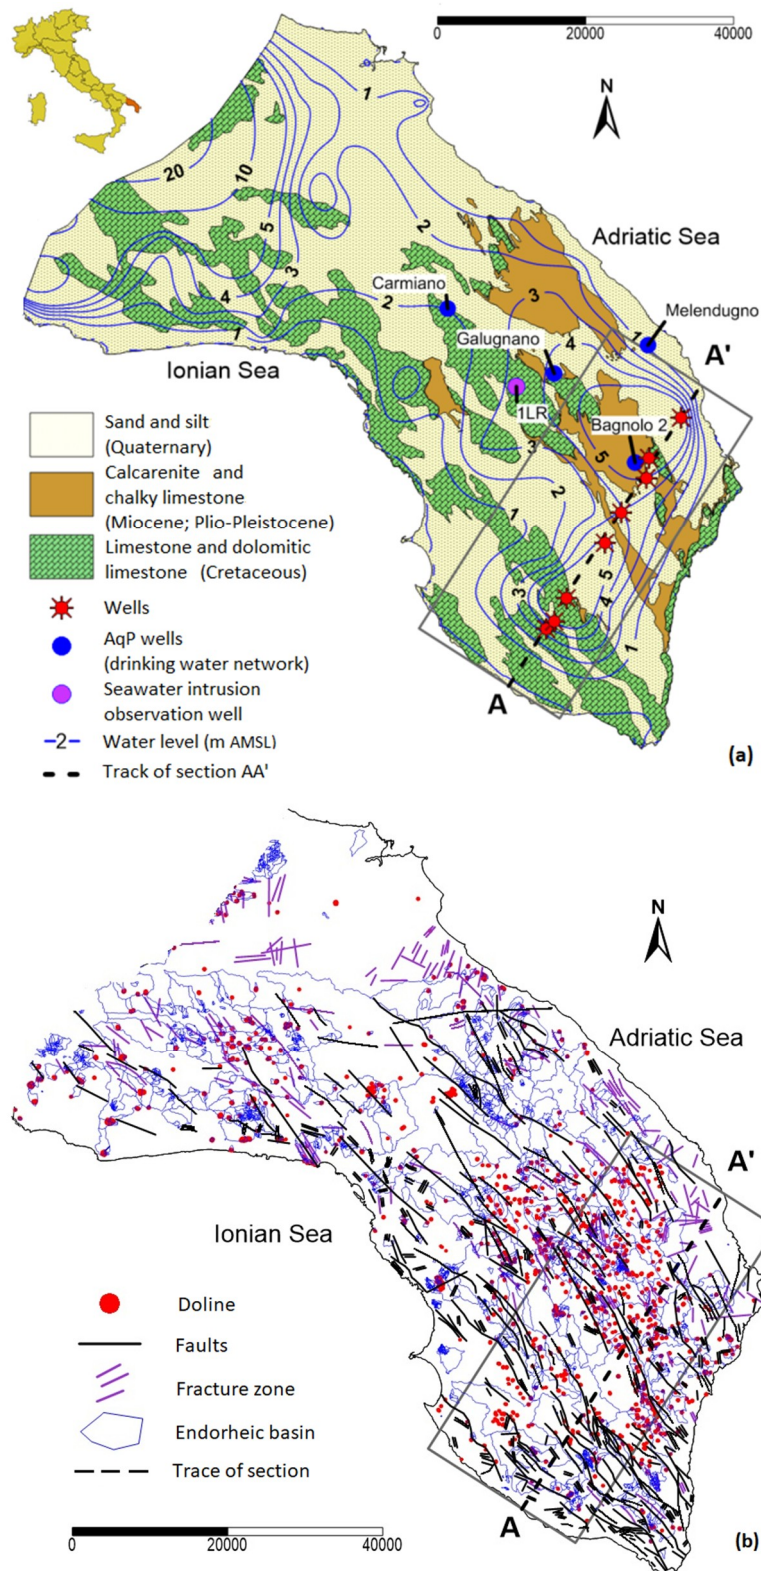 0
20000
40000
N
1
20
10
5
3
2
4
1
2
3
4
1
Adriatic Sea
Carmiano
Melendugno
Galugnano
A'
Ionian Sea
1LR
Bagnolo 2
3
5
2
1
3
5
4
1
A
Sand and silt
(Quaternary)
Calcarenite and
chalky limestone
(Miocene; Plio-Pleistocene)
Limestone and dolomitic
limestone (Cretaceous)
Wells
AqP wells
(drinking water network)
Seawater intrusion
observation well
2 Water level (m AMSL)
Track of section AA'
(a)
N
Adriatic Sea
A'
Ionian Sea
Doline
Faults
Fracture zone
Endorheic basin
Trace of section
A
0
20000
40000
(b)